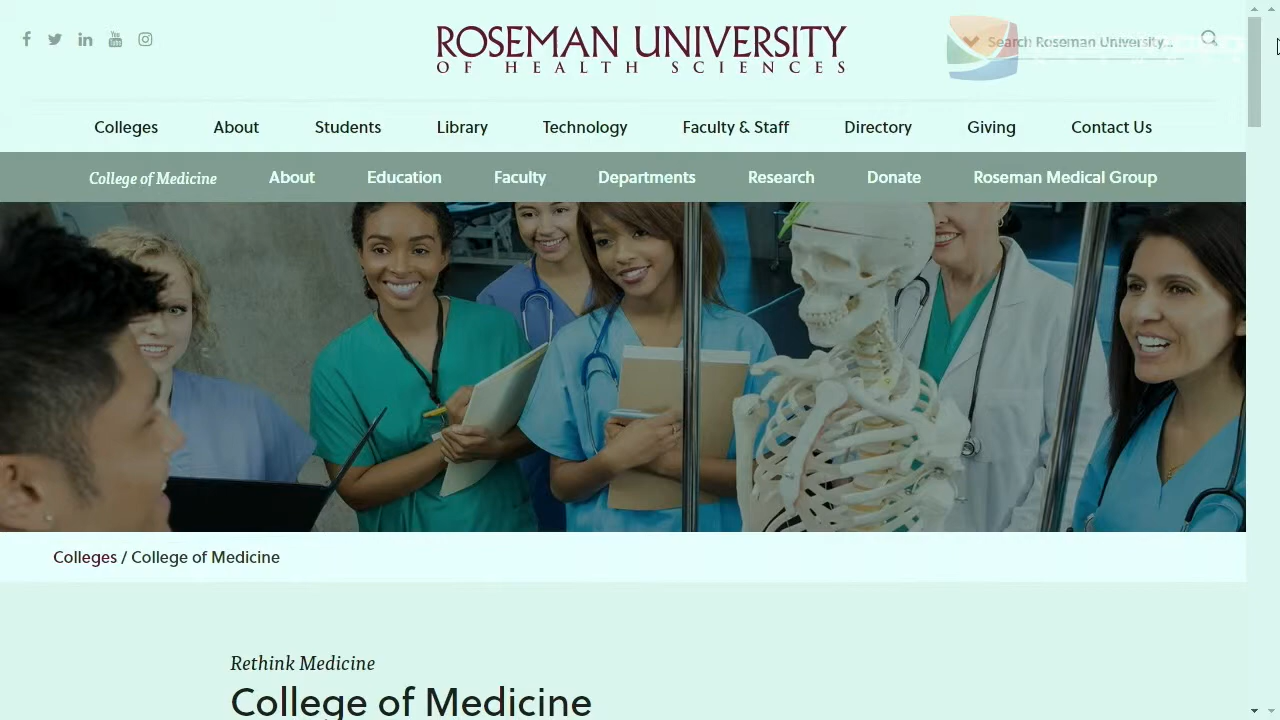 ROSEMAN UNIVERSITY
OF HEALTH SCIENCES
Search Roseman University...
Colleges About Students Library Technology Faculty & Staff Directory Giving Contact Us
College of Medicine About Education Faculty Departments Research Donate Roseman Medical Group
Colleges / College of Medicine
Rethink Medicine
College of Medicine